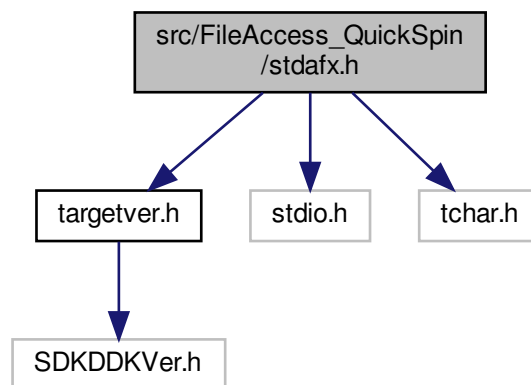 src/FileAccess_QuickSpin
/stdafx.h
targetver.h
stdio.h
tchar.h
SDKDDKVer.h